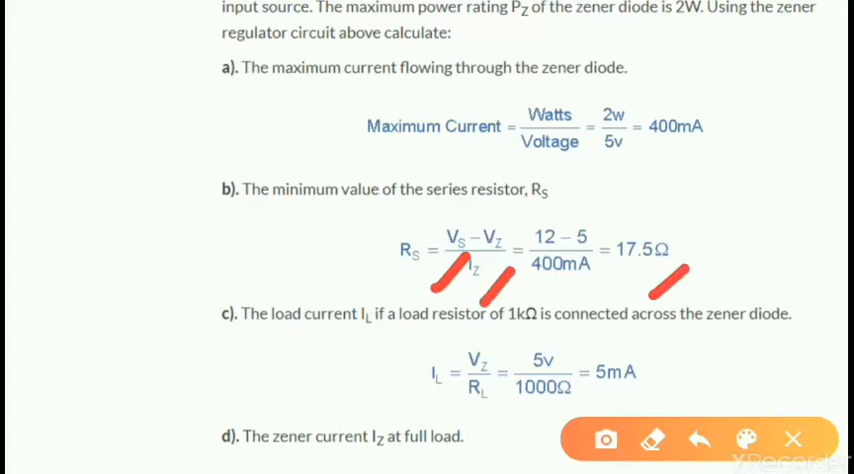 input source. The maximum power rating PZ of the zener diode is 2W. Using the zener
regulator circuit above calculate:
a). The maximum current flowing through the zener diode.
Maximum Current = Watts / Voltage = 2w / 5v = 400mA
b). The minimum value of the series resistor, RS
RS = VS – VZ / IZ = 12 – 5 / 400mA = 17.5Ω
c). The load current IL if a load resistor of 1kΩ is connected across the zener diode.
IL = VZ / RL = 5v / 1000Ω = 5mA
d). The zener current IZ at full load.
XRecorder